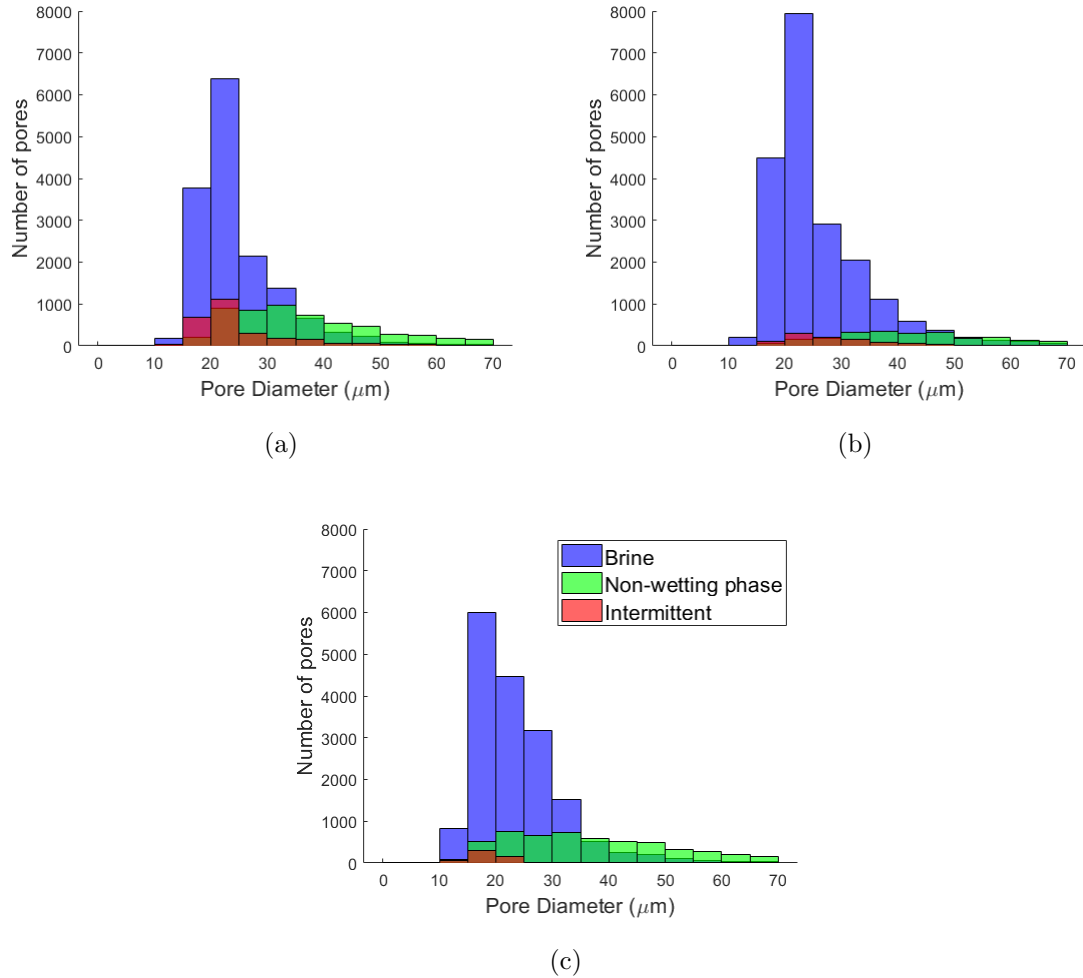 8000
7000
6000
5000
4000
3000
2000
1000
0
Number of pores
0 10 20 30 40 50 60 70
Pore Diameter (μm)
(a)
8000
7000
6000
5000
4000
3000
2000
1000
0
Number of pores
0 10 20 30 40 50 60 70
Pore Diameter (μm)
(b)
8000
7000
6000
5000
4000
3000
2000
1000
0
Number of pores
Brine
Non-wetting phase
Intermittent
0 10 20 30 40 50 60 70
Pore Diameter (μm)
(c)